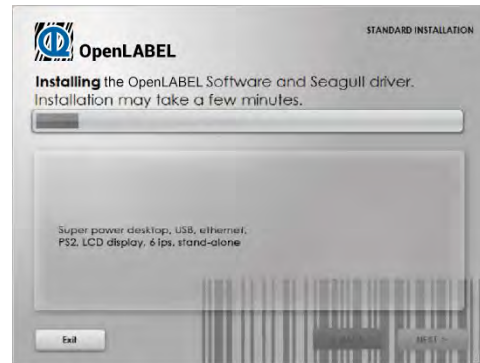 STANDARD INSTALLATION
OpenLABEL
Installing the OpenLABEL Software and Seagull driver.
Installation may take a few minutes.
Super power desktop, USB, ethernet,
PS2, LCD display, 6 ips, stand-alone
Exit
NEXT >